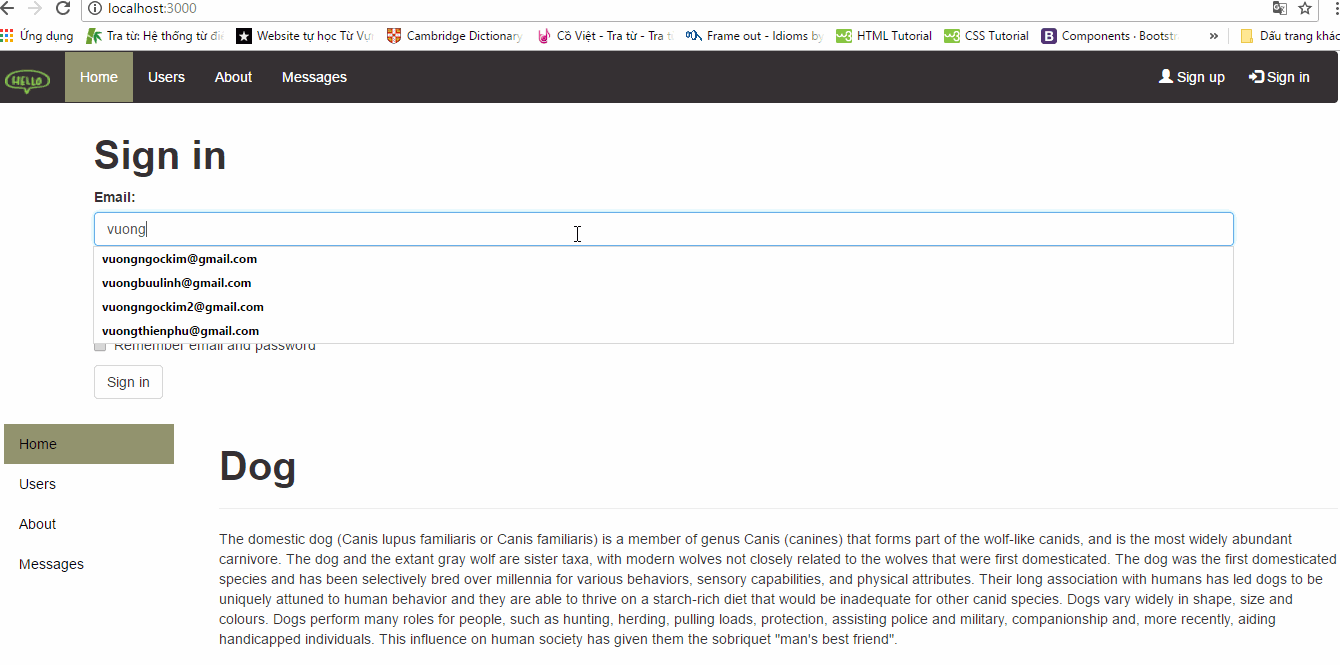 localhost:3000
Ứng dụng Tra từ: Hệ thống từ điể Website tự học Từ Vự Cambridge Dictionary Cồ Việt - Tra từ - Tra t Frame out - Idioms by HTML Tutorial CSS Tutorial Components · Bootstr » Dấu trang khác
HELLO Home Users About Messages Sign up Sign in
Sign in
Email:
vuong
vuongngockim@gmail.com
vuongbuulinh@gmail.com
vuongngockim2@gmail.com
vuongthienphu@gmail.com
Remember email and password
Sign in
Home
Users
About
Messages
Dog
The domestic dog (Canis lupus familiaris or Canis familiaris) is a member of genus Canis (canines) that forms part of the wolf-like canids, and is the most widely abundant
carnivore. The dog and the extant gray wolf are sister taxa, with modern wolves not closely related to the wolves that were first domesticated. The dog was the first domesticated
species and has been selectively bred over millennia for various behaviors, sensory capabilities, and physical attributes. Their long association with humans has led dogs to be
uniquely attuned to human behavior and they are able to thrive on a starch-rich diet that would be inadequate for other canid species. Dogs vary widely in shape, size and
colours. Dogs perform many roles for people, such as hunting, herding, pulling loads, protection, assisting police and military, companionship and, more recently, aiding
handicapped individuals. This influence on human society has given them the sobriquet "man's best friend".